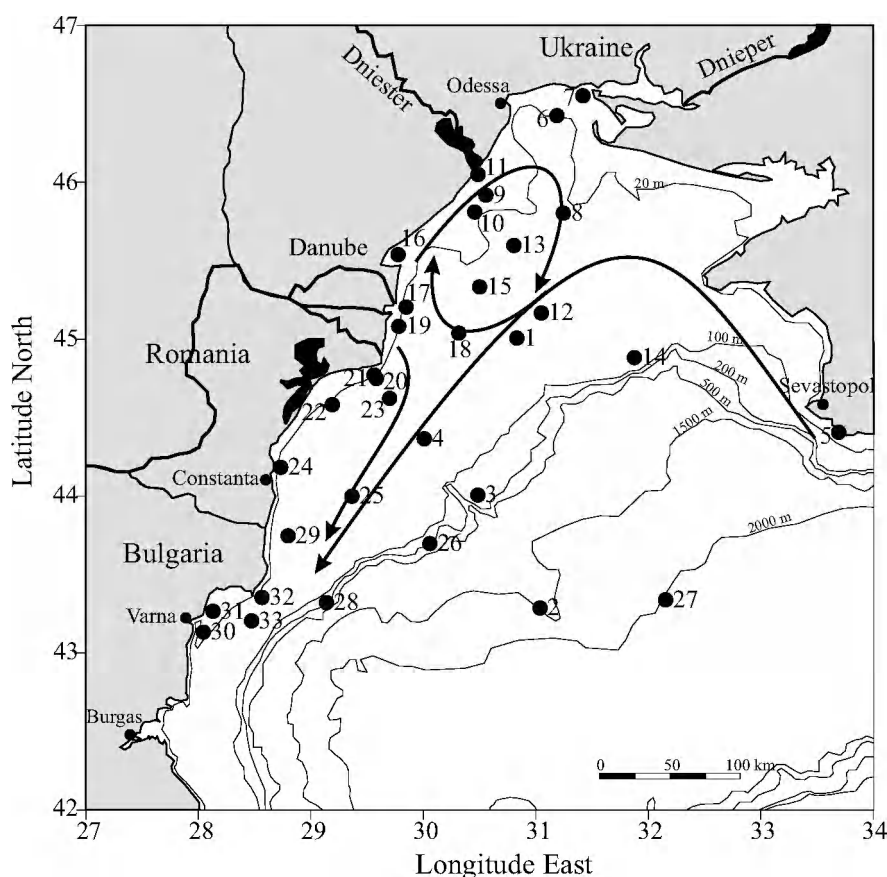 47
Ukraine
Dnieper
Dniester
Odessa
7
6
46
11
9
20 m
8
10
13
16
Danube
15
17
12
45
19
18
1
14
100 m
Romania
200 m
Sevastopol
21
20
500 m
22
23
1500 m
5
4
24
Constanta
44
25
3
2000 m
29
26
Bulgaria
32
31
28
2
27
Varna
33
30
43
Burgas
0
50
100 km
42
27
28
29
30
31
32
33
34
Latitude North
Longitude East